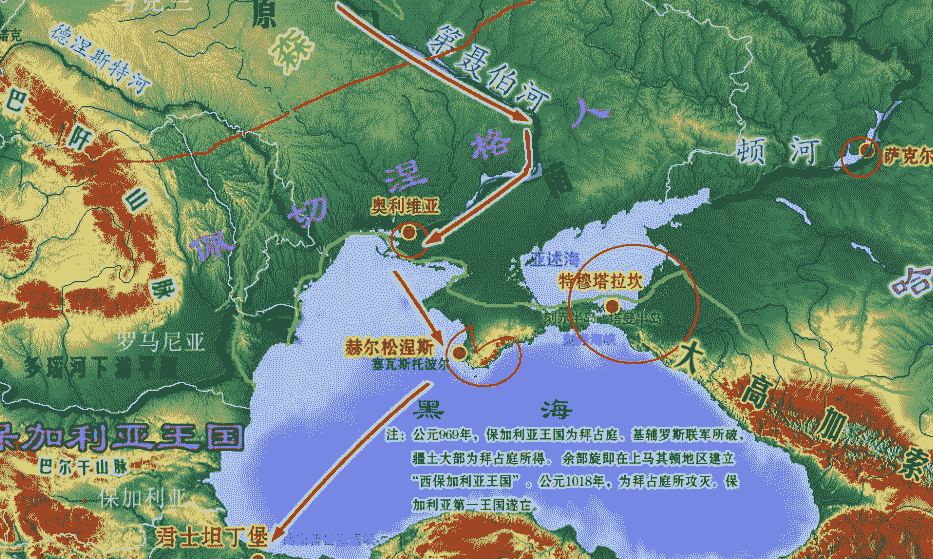 原
诺克
德涅斯特河
森
第聂伯河
巴阡山脉
保切涅格人
顿河
萨克尔
奥利维亚
亚述海
特穆塔拉坎
哈
罗马尼亚
多瑙河下游
赫尔松涅斯
塞瓦斯托波尔
大高加索
黑海
保加利亚王国
巴尔干山脉
保加利亚
注：公元969年，保加利亚王国为拜占庭、基辅罗斯联军所破，
疆土大部为拜占庭所得。余部旋即在上马其顿地区建立
“西保加利亚王国”。公元1018年，为拜占庭所攻灭。保
加利亚第一王国遂亡。
君士坦丁堡